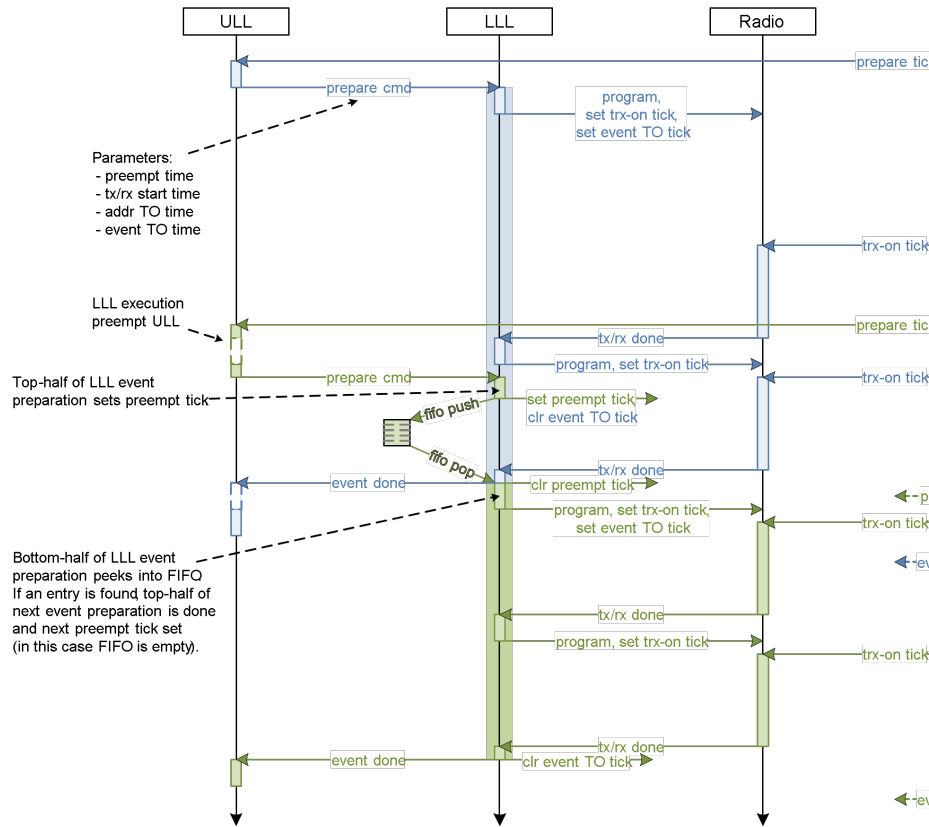 ULL
LLL
Radio
prepare tic
prepare cmd
program,
set trx-on tick,
set event TO tick
Parameters:
- preempt time
- tx/rx start time
- addr TO time
- event TO time
trx-on tick
LLL execution
preempt ULL
prepare tic
tx/rx done
program, set trx-on tick
Top-half of LLL event
preparation sets preempt tick
prepare cmd
trx-on tick
set preempt tick
clr event TO tick
fifo push
fifo pop
tx/rx done
event done
clr preempt tick
p
program, set trx-on tick,
set event TO tick
trx-on tick
Bottom-half of LLL event
preparation peeks into FIFO.
If an entry is found, top-half of
next event preparation is done
and next preempt tick set
(in this case FIFO is empty).
ev
tx/rx done
program, set trx-on tick
trx-on tick
tx/rx done
event done
clr event TO tick
ev